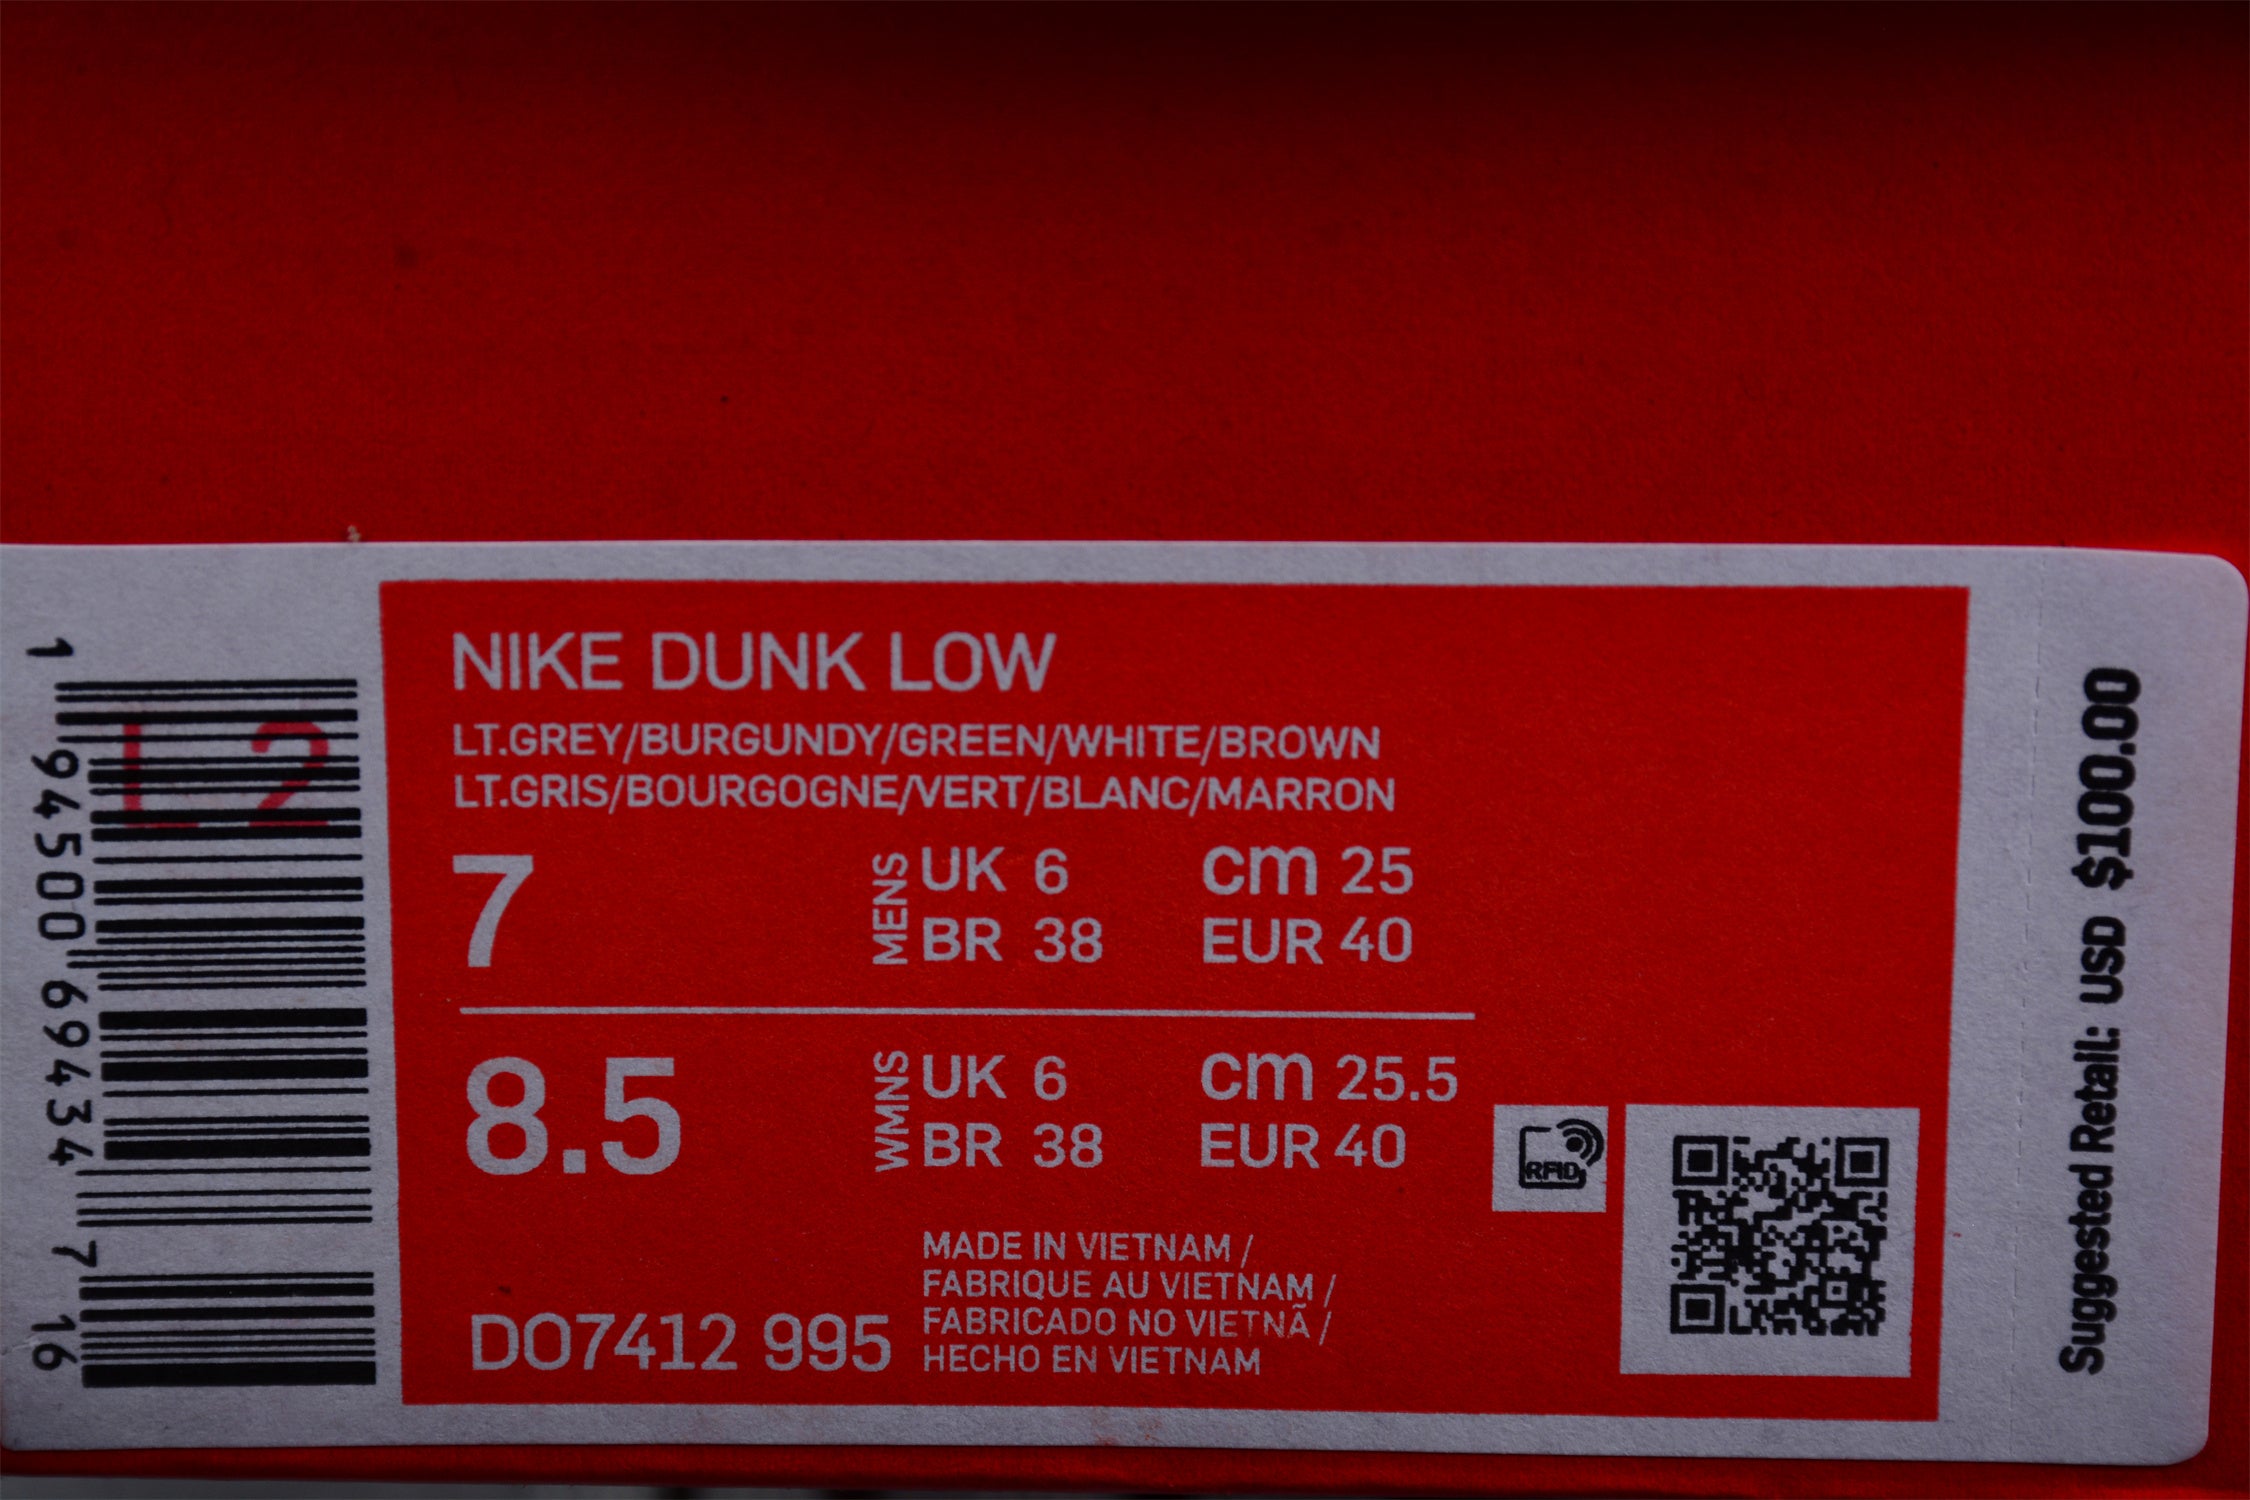 NIKE DUNK LOW
LT.GREY/BURGUNDY/GREEN/WHITE/BROWN
LT.GRIS/BOURGOGNE/VERT/BLANC/MARRON
7
MENS
UK 6 cm 25
BR 38 EUR 40
8.5
WMNS
UK 6 cm 25.5
BR 38 EUR 40
DO7412 995
MADE IN VIETNAM /
FABRIQUE AU VIETNAM /
FABRICADO NO VIETNÃ /
HECHO EN VIETNAM
RFID
Suggested Retail: USD $100.00
1 94500 69434 7 16
L 2